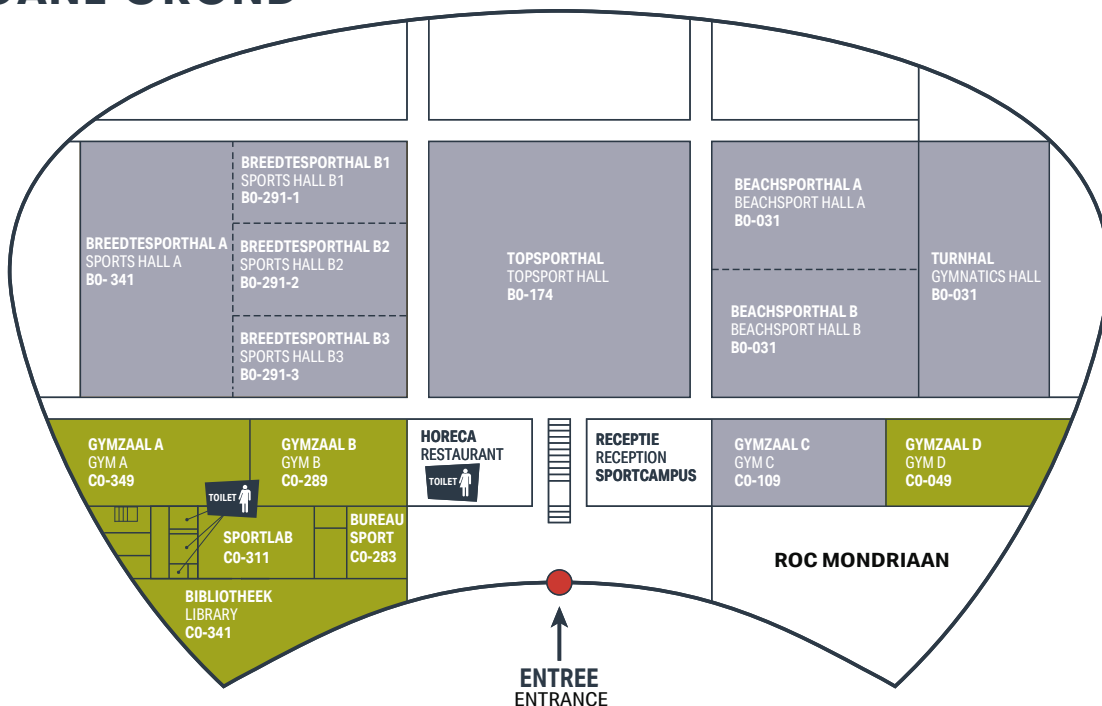 BREEDTESPORTHAL B1
SPORTS HALL B1
B0-291-1
BREEDTESPORTHAL A
SPORTS HALL A
B0- 341
BREEDTESPORTHAL B2
SPORTS HALL B2
B0-291-2
BREEDTESPORTHAL B3
SPORTS HALL B3
B0-291-3
TOPSPORTHAL
TOPSPORT HALL
B0-174
BEACHSPORTHAL A
BEACHSPORT HALL A
B0-031
BEACHSPORTHAL B
BEACHSPORT HALL B
B0-031
TURNHAL
GYMNATICS HALL
B0-031
GYMZAAL A
GYM A
C0-349
GYMZAAL B
GYM B
C0-289
HORECA
RESTAURANT
TOILET
RECEPTIE
RECEPTION
SPORTCAMPUS
GYMZAAL C
GYM C
C0-109
GYMZAAL D
GYM D
C0-049
TOILET
SPORTLAB
C0-311
BUREAU
SPORT
C0-283
BIBLIOTHEEK
LIBRARY
C0-341
ROC MONDRIAAN
ENTREE
ENTRANCE